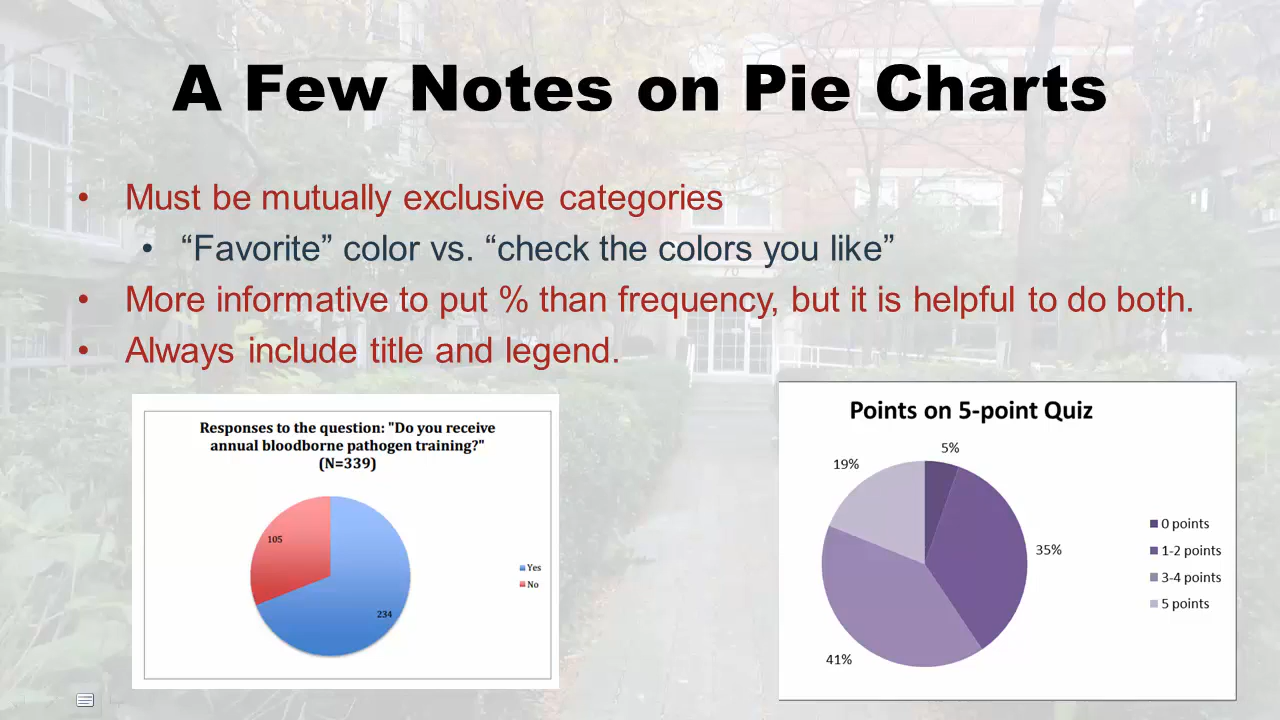 A Few Notes on Pie Charts
• Must be mutually exclusive categories
• “Favorite” color vs. “check the colors you like”
• More informative to put % than frequency, but it is helpful to do both.
• Always include title and legend.
Responses to the question: "Do you receive
annual bloodborne pathogen training?"
(N=339)
105
234
Yes
No
Points on 5-point Quiz
5%
19%
35%
41%
0 points
1-2 points
3-4 points
5 points